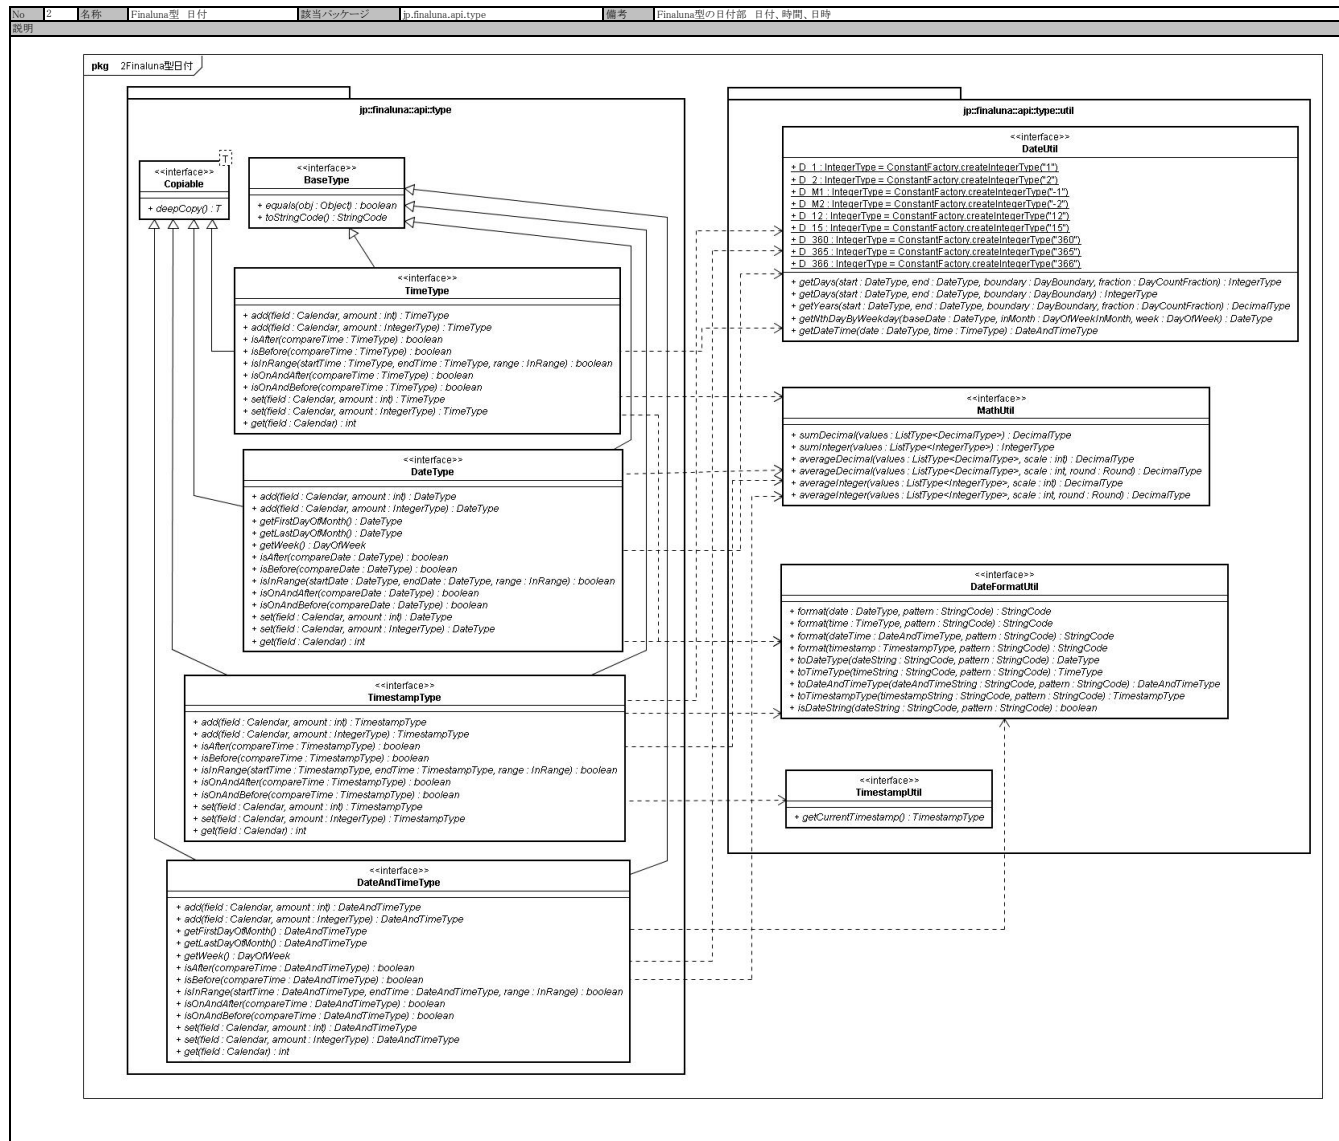 No 2 名称 Finaluna型 日付 該当パッケージ jp.finaluna.api.type 備考 Finaluna型の日付部 日付、時間、日時
説明
pkg 2Finaluna型日付
jp::finaluna::api::type
T
<<interface>>
Copiable
+ deepCopy() : T
<<interface>>
BaseType
+ equals(obj : Object) : boolean
+ toStringCode() : StringCode
<<interface>>
TimeType
+ add(field : Calendar, amount : int) : TimeType
+ add(field : Calendar, amount : IntegerType) : TimeType
+ isAfter(compareTime : TimeType) : boolean
+ isBefore(compareTime : TimeType) : boolean
+ isInRange(startTime : TimeType, endTime : TimeType, range : InRange) : boolean
+ isOnAndAfter(compareTime : TimeType) : boolean
+ isOnAndBefore(compareTime : TimeType) : boolean
+ set(field : Calendar, amount : int) : TimeType
+ set(field : Calendar, amount : IntegerType) : TimeType
+ get(field : Calendar) : int
<<interface>>
DateType
+ add(field : Calendar, amount : int) : DateType
+ add(field : Calendar, amount : IntegerType) : DateType
+ getFirstDayOfMonth() : DateType
+ getLastDayOfMonth() : DateType
+ getWeek() : DayOfWeek
+ isAfter(compareDate : DateType) : boolean
+ isBefore(compareDate : DateType) : boolean
+ isInRange(startDate : DateType, endDate : DateType, range : InRange) : boolean
+ isOnAndAfter(compareDate : DateType) : boolean
+ isOnAndBefore(compareDate : DateType) : boolean
+ set(field : Calendar, amount : int) : DateType
+ set(field : Calendar, amount : IntegerType) : DateType
+ get(field : Calendar) : int
<<interface>>
TimestampType
+ add(field : Calendar, amount : int) : TimestampType
+ add(field : Calendar, amount : IntegerType) : TimestampType
+ isAfter(compareTime : TimestampType) : boolean
+ isBefore(compareTime : TimestampType) : boolean
+ isInRange(startTime : TimestampType, endTime : TimestampType, range : InRange) : boolean
+ isOnAndAfter(compareTime : TimestampType) : boolean
+ isOnAndBefore(compareTime : TimestampType) : boolean
+ set(field : Calendar, amount : int) : TimestampType
+ set(field : Calendar, amount : IntegerType) : TimestampType
+ get(field : Calendar) : int
<<interface>>
DateAndTimeType
+ add(field : Calendar, amount : int) : DateAndTimeType
+ add(field : Calendar, amount : IntegerType) : DateAndTimeType
+ getFirstDayOfMonth() : DateAndTimeType
+ getLastDayOfMonth() : DateAndTimeType
+ getWeek() : DayOfWeek
+ isAfter(compareTime : DateAndTimeType) : boolean
+ isBefore(compareTime : DateAndTimeType) : boolean
+ isInRange(startTime : DateAndTimeType, endTime : DateAndTimeType, range : InRange) : boolean
+ isOnAndAfter(compareTime : DateAndTimeType) : boolean
+ isOnAndBefore(compareTime : DateAndTimeType) : boolean
+ set(field : Calendar, amount : int) : DateAndTimeType
+ set(field : Calendar, amount : IntegerType) : DateAndTimeType
+ get(field : Calendar) : int
jp::finaluna::api::type::util
<<interface>>
DateUtil
+ D_1 : IntegerType = ConstantFactory.createIntegerType("1")
+ D_2 : IntegerType = ConstantFactory.createIntegerType("2")
+ D_M1 : IntegerType = ConstantFactory.createIntegerType("-1")
+ D_M2 : IntegerType = ConstantFactory.createIntegerType("-2")
+ D_12 : IntegerType = ConstantFactory.createIntegerType("12")
+ D_15 : IntegerType = ConstantFactory.createIntegerType("15")
+ D_360 : IntegerType = ConstantFactory.createIntegerType("360")
+ D_365 : IntegerType = ConstantFactory.createIntegerType("365")
+ D_366 : IntegerType = ConstantFactory.createIntegerType("366")
+ getDays(start : DateType, end : DateType, boundary : DayBoundary, fraction : DayCountFraction) : IntegerType
+ getDays(start : DateType, end : DateType, boundary : DayBoundary) : IntegerType
+ getYears(start : DateType, end : DateType, boundary : DayBoundary, fraction : DayCountFraction) : DecimalType
+ getNthDayByWeekday(baseDate : DateType, inMonth : DayOfWeekInMonth, week : DayOfWeek) : DateType
+ getDateTime(date : DateType, time : TimeType) : DateAndTimeType
<<interface>>
MathUtil
+ sumDecimal(values : ListType<DecimalType>) : DecimalType
+ sumInteger(values : ListType<IntegerType>) : IntegerType
+ averageDecimal(values : ListType<DecimalType>, scale : int) : DecimalType
+ averageDecimal(values : ListType<DecimalType>, scale : int, round : Round) : DecimalType
+ averageInteger(values : ListType<IntegerType>, scale : int) : DecimalType
+ averageInteger(values : ListType<IntegerType>, scale : int, round : Round) : DecimalType
<<interface>>
DateFormatUtil
+ format(date : DateType, pattern : StringCode) : StringCode
+ format(time : TimeType, pattern : StringCode) : StringCode
+ format(dateTime : DateAndTimeType, pattern : StringCode) : StringCode
+ format(timestamp : TimestampType, pattern : StringCode) : StringCode
+ toDateType(dateString : StringCode, pattern : StringCode) : DateType
+ toTimeType(timeString : StringCode, pattern : StringCode) : TimeType
+ toDateAndTimeType(dateAndTimeString : StringCode, pattern : StringCode) : DateAndTimeType
+ toTimestampType(timestampString : StringCode, pattern : StringCode) : TimestampType
+ isDateString(dateString : StringCode, pattern : StringCode) : boolean
<<interface>>
TimestampUtil
+ getCurrentTimestamp() : TimestampType